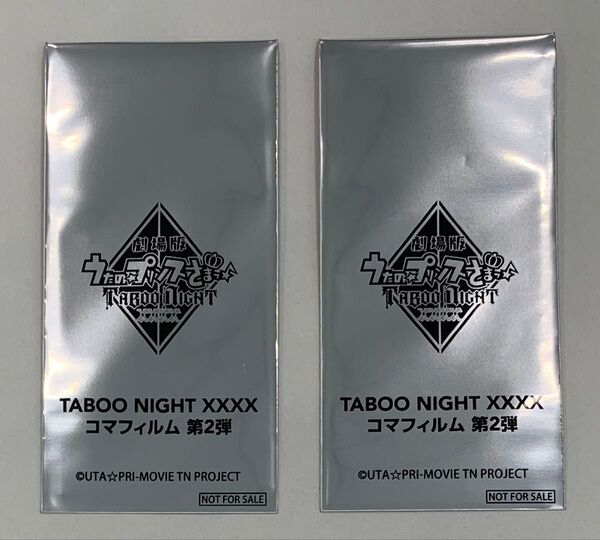 劇場版
うたの☆プリンスさまっ♪
TABOO NIGHT
XXXX
TABOO NIGHT XXXX
コマフィルム 第2弾
©UTA☆PRI-MOVIE TN PROJECT
NOT FOR SALE
劇場版
うたの☆プリンスさまっ♪
TABOO NIGHT
XXXX
TABOO NIGHT XXXX
コマフィルム 第2弾
©UTA☆PRI-MOVIE TN PROJECT
NOT FOR SALE